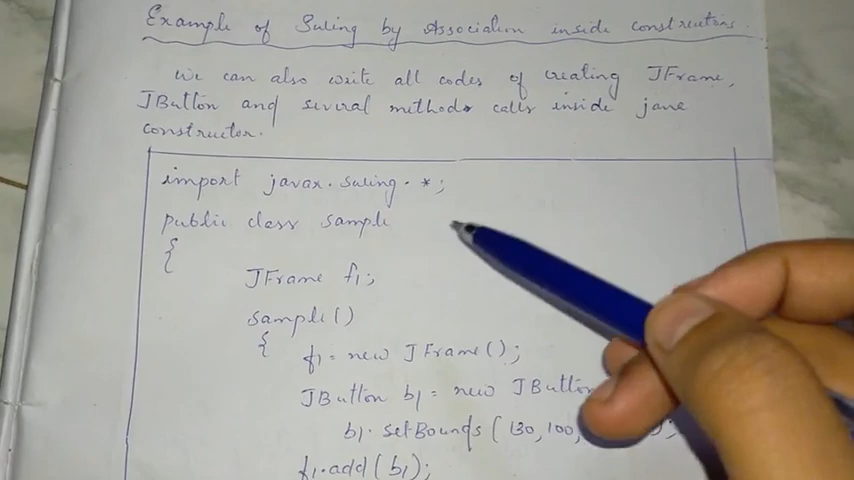 Example of Swing by Association inside constructors
we can also write all codes of creating JFrame,
JButton and several methods calls inside java
constructor.
import javax.swing.*;
public class sample
{
JFrame f1;
sample()
{
f1 = new JFrame();
JButton b1 = new JButton
b1.setBounds(130,100,
f1.add(b1);